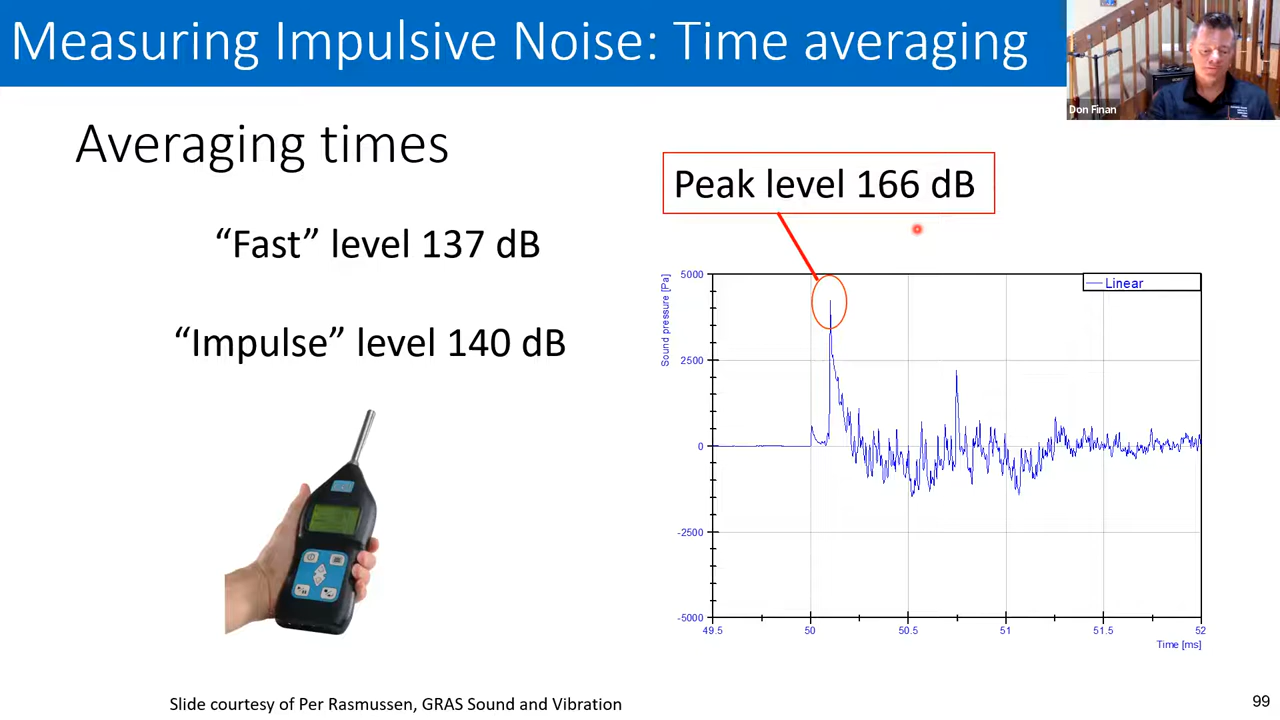 Measuring Impulsive Noise: Time averaging
Don Finan
Averaging times
“Fast” level 137 dB
“Impulse” level 140 dB
Peak level 166 dB
Linear
Sound pressure [Pa]
5000
2500
0
-2500
-5000
49.5 50 50.5 51 51.5 52
Time [ms]
Slide courtesy of Per Rasmussen, GRAS Sound and Vibration
99